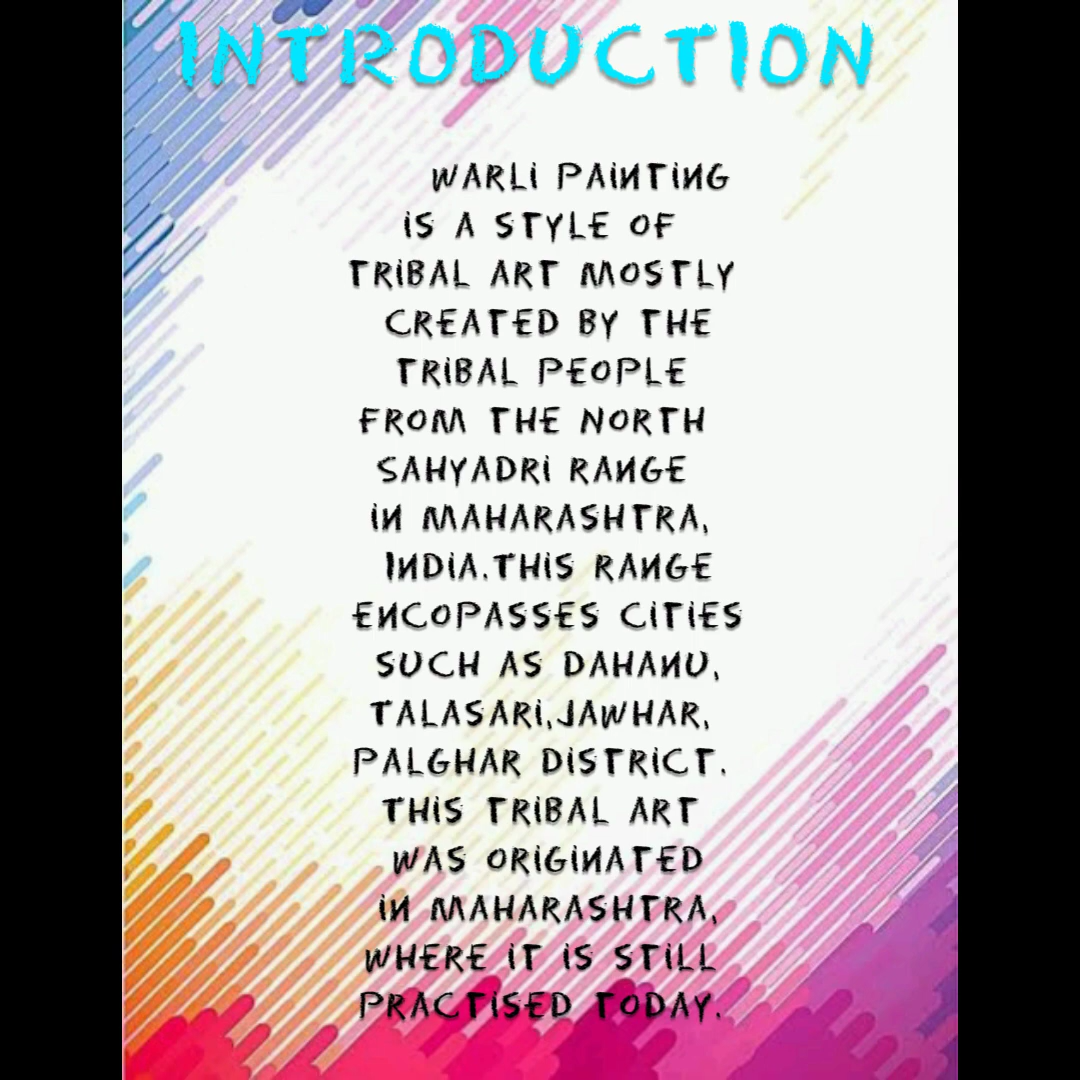 INTRODUCTION
WARLi PAiNTiNG
iS A STYLE OF
TRiBAL ART MOSTLY
CREATED BY THE
TRiBAL PEOPLE
FROM THE NORTH
SAHYADRi RANGE
iN MAHARASHTRA,
INDiA.THiS RANGE
ENCOPASSES CiTiES
SUCH AS DAHANU,
TALASARi,JAWHAR,
PALGHAR DiSTRiCT.
THiS TRiBAL ART
WAS ORiGiNATED
iN MAHARASHTRA,
WHERE iT iS STiLL
PRACTiSED TODAY.